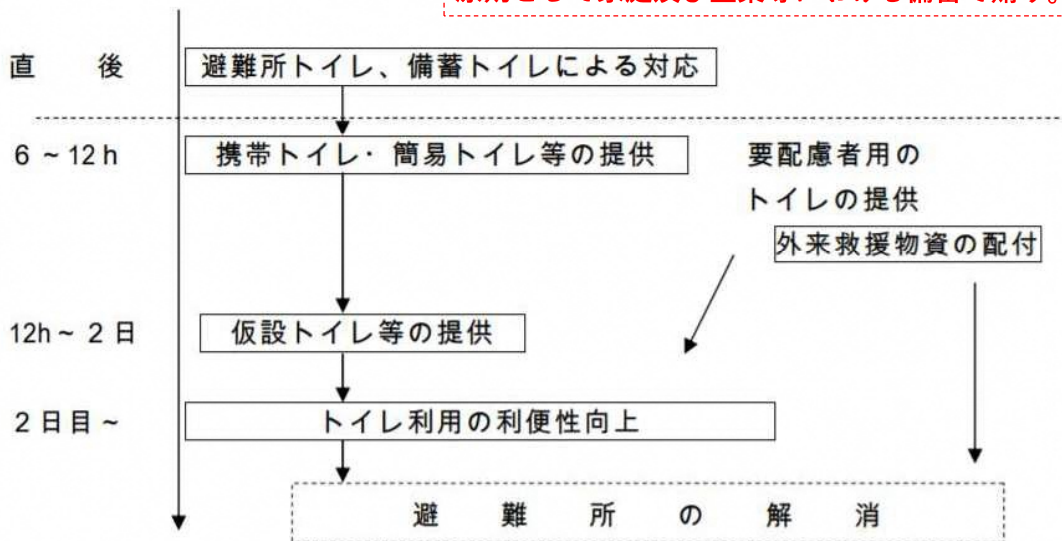 直　後
避難所トイレ、備蓄トイレによる対応
6 ~ 12 h
携帯トイレ・ 簡易トイレ等の提供
要配慮者用の
トイレの提供
外来救援物資の配付
12h ~ 2 日
仮設トイレ等の提供
2 日目 ~
トイレ利用の利便性向上
避　難　所　の　解　消